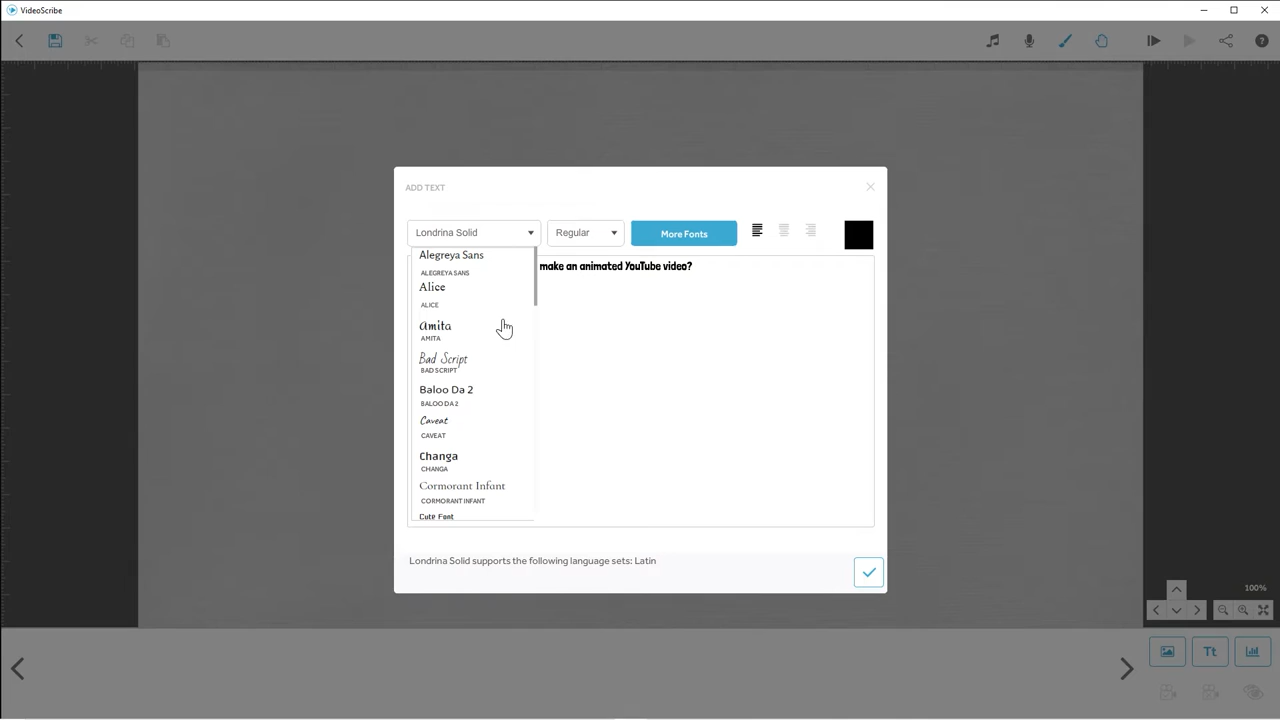 VideoScribe
ADD TEXT
Londrina Solid
Regular
More Fonts
make an animated YouTube video?
Alegreya Sans
ALEGREYA SANS
Alice
ALICE
Amita
AMITA
Bad Script
BAD SCRIPT
Baloo Da 2
BALOO DA 2
Caveat
CAVEAT
Changa
CHANGA
Cormorant Infant
CORMORANT INFANT
Cute Font
Londrina Solid supports the following language sets: Latin
100%
Tt